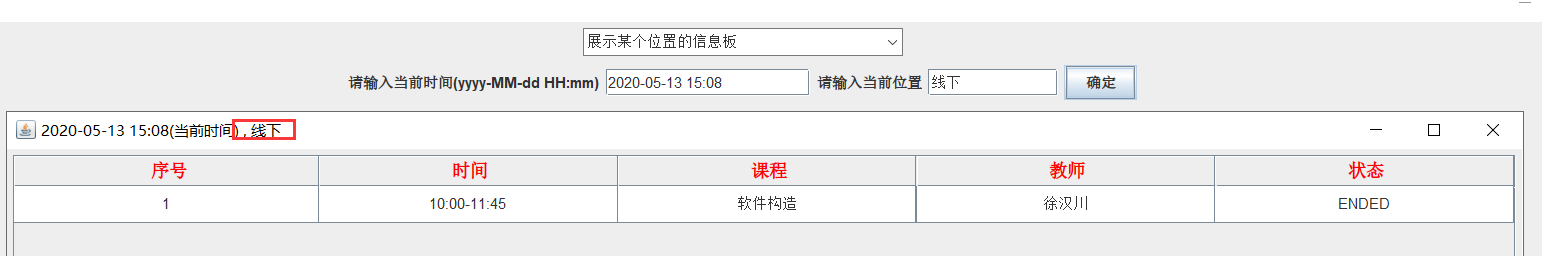 展示某个位置的信息板
请输入当前时间(yyyy-MM-dd HH:mm) 2020-05-13 15:08 请输入当前位置 线下 确定
2020-05-13 15:08(当前时间) , 线下
序号 时间 课程 教师 状态
1 10:00-11:45 软件构造 徐汉川 ENDED